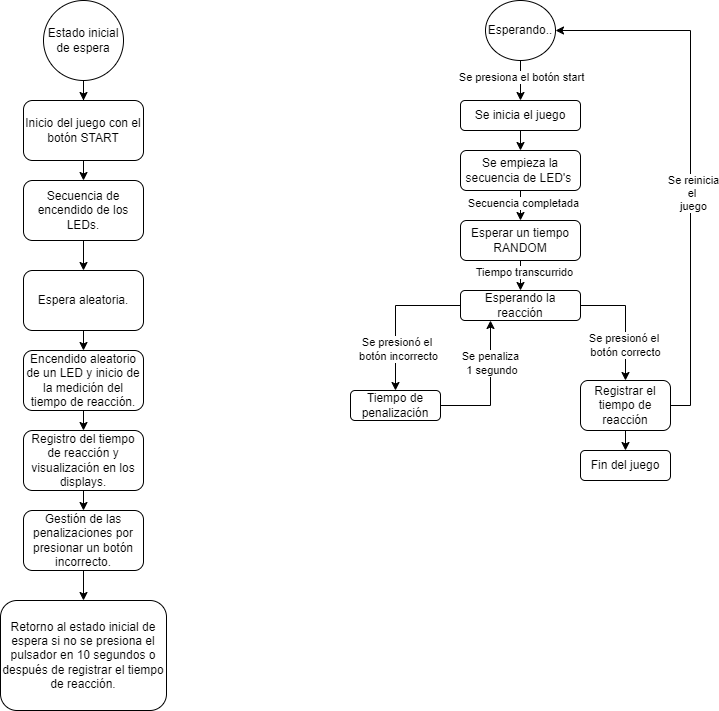 Estado inicial
de espera
Inicio del juego con el
botón START
Secuencia de
encendido de los
LEDs.
Espera aleatoria.
Encendido aleatorio
de un LED y inicio de
la medición del
tiempo de reacción.
Registro del tiempo
de reacción y
visualización en los
displays.
Gestión de las
penalizaciones por
presionar un botón
incorrecto.
Retorno al estado inicial de
espera si no se presiona el
pulsador en 10 segundos o
después de registrar el tiempo
de reacción.
Esperando..
Se presiona el botón start
Se inicia el juego
Se empieza la
secuencia de LED's
Secuencia completada
Esperar un tiempo
RANDOM
Tiempo transcurrido
Esperando la
reacción
Se presionó el
botón incorrecto
Se penaliza
1 segundo
Tiempo de
penalización
Se presionó el
botón correcto
Registrar el
tiempo de
reacción
Fin del juego
Se reinicia
el
juego